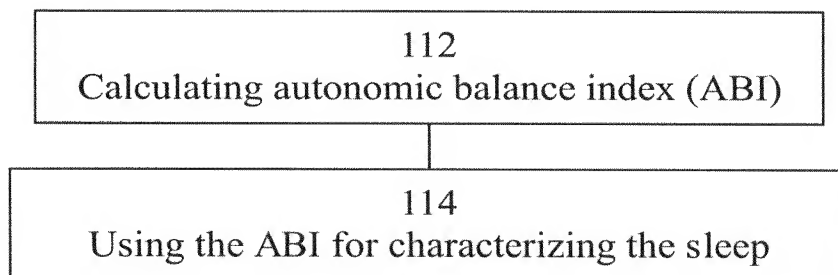 112
Calculating autonomic balance index (ABI)
114
Using the ABI for characterizing the sleep